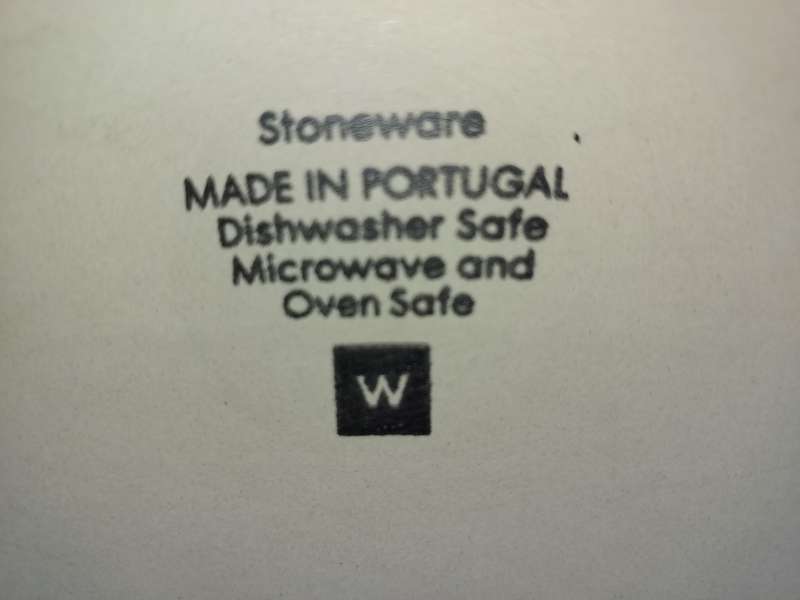 Stoneware
MADE IN PORTUGAL
Dishwasher Safe
Microwave and
Oven Safe
W